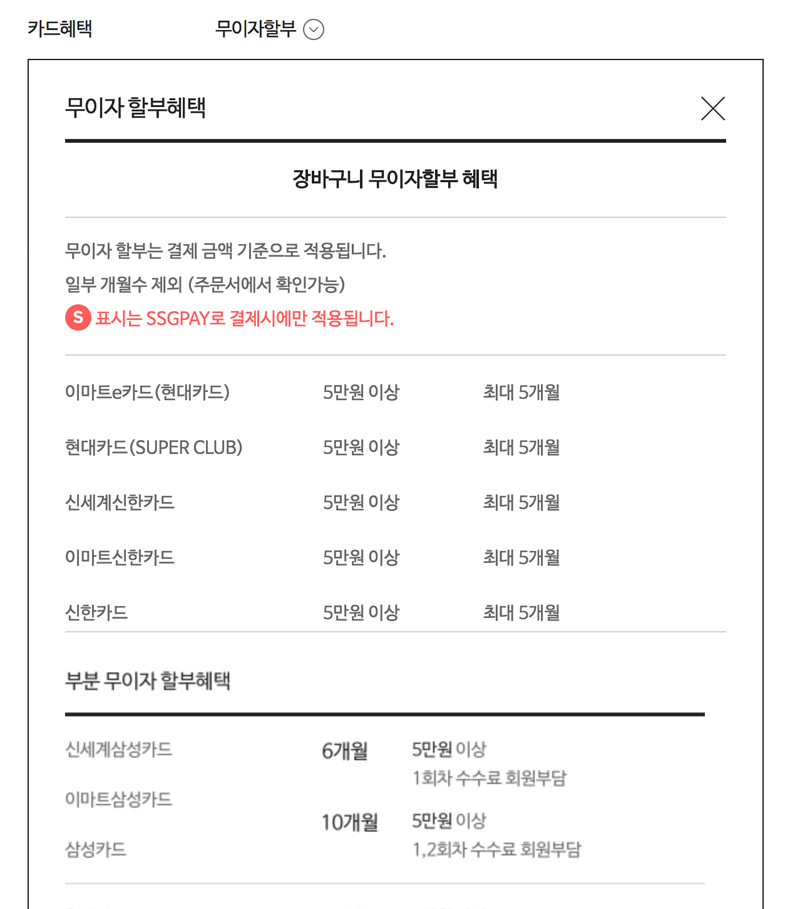 카드혜택 무이자할부
무이자 할부혜택
장바구니 무이자할부 혜택
무이자 할부는 결제 금액 기준으로 적용됩니다.
일부 개월수 제외 (주문서에서 확인가능)
S 표시는 SSGPAY로 결제시에만 적용됩니다.
이마트e카드(현대카드) 5만원 이상 최대 5개월
현대카드(SUPER CLUB) 5만원 이상 최대 5개월
신세계신한카드 5만원 이상 최대 5개월
이마트신한카드 5만원 이상 최대 5개월
신한카드 5만원 이상 최대 5개월
부분 무이자 할부혜택
신세계삼성카드 6개월 5만원 이상
1회차 수수료 회원부담
이마트삼성카드
10개월 5만원 이상
삼성카드 1,2회차 수수료 회원부담